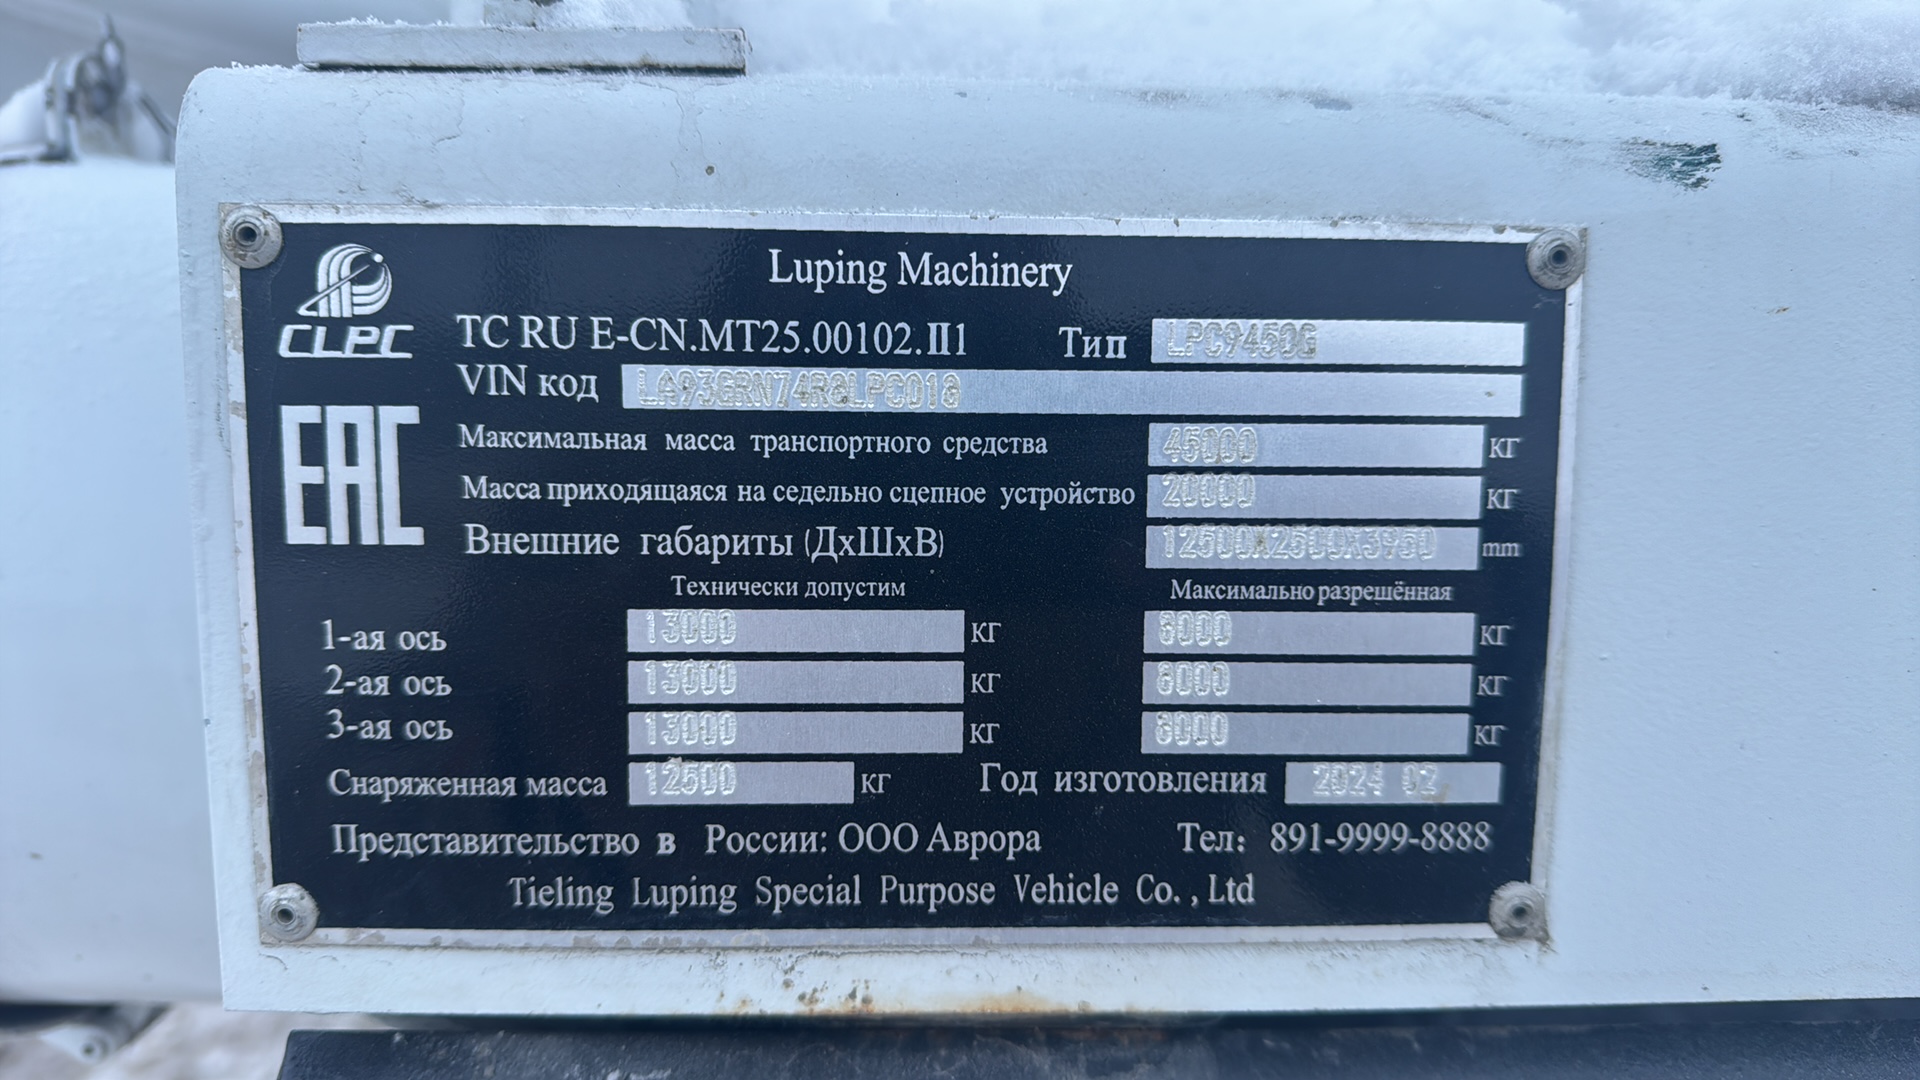 Luping Machinery
CLPC
TC RU E-CN.MT25.00102.П1 Тип LPC9450G
VIN код LA93GRN74R8LPC018
Максимальная масса транспортного средства 45000 КГ
Масса приходящаяся на седельно сцепное устройство 20000 КГ
EAC
Внешние габариты (ДxШxВ) 12500X2500X3950 mm
Технически допустим Максимально разрешённая
1-ая ось 13000 КГ 8000 КГ
2-ая ось 13000 КГ 8000 КГ
3-ая ось 13000 КГ 8000 КГ
Снаряженная масса 12500 КГ Год изготовления 2024 02
Представительство в России: ООО Аврора Тел: 891-9999-8888
Tieling Luping Special Purpose Vehicle Co., Ltd